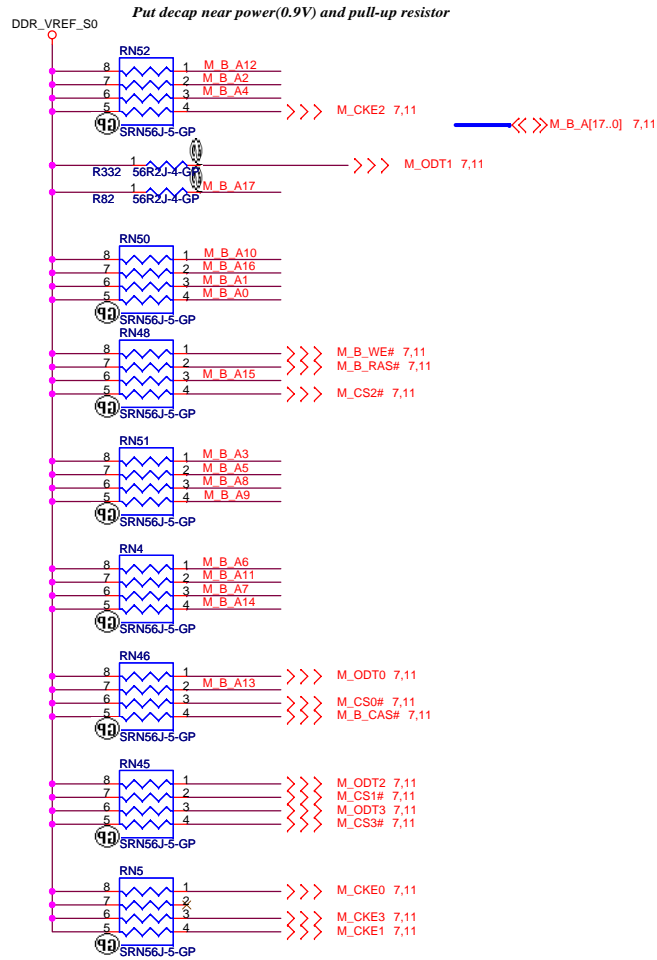 Put decap near power(0.9V) and pull-up resistor
DDR_VREF_S0
RN52
8 1 M_B_A12
7 2 M_B_A2
6 3 M_B_A4
5 4 M_CKE2 7,11
M_B_A[17..0] 7,11
GP SRN56J-5-GP
1 M_ODT1 7,11
R332 56R2J-4-GP
1 M_B_A17
R82 56R2J-4-GP
RN50
8 1 M_B_A10
7 2 M_B_A16
6 3 M_B_A1
5 4 M_B_A0
GP SRN56J-5-GP
RN48
8 1 M_B_WE# 7,11
7 2 M_B_RAS# 7,11
6 3 M_B_A15
5 4 M_CS2# 7,11
GP SRN56J-5-GP
RN51
8 1 M_B_A3
7 2 M_B_A5
6 3 M_B_A8
5 4 M_B_A9
GP SRN56J-5-GP
RN4
8 1 M_B_A6
7 2 M_B_A11
6 3 M_B_A7
5 4 M_B_A14
GP SRN56J-5-GP
RN46
8 1 M_ODT0 7,11
7 2 M_B_A13
6 3 M_CS0# 7,11
5 4 M_B_CAS# 7,11
GP SRN56J-5-GP
RN45
8 1 M_ODT2 7,11
7 2 M_CS1# 7,11
6 3 M_ODT3 7,11
5 4 M_CS3# 7,11
GP SRN56J-5-GP
RN5
8 1 M_CKE0 7,11
7 2
6 3 M_CKE3 7,11
5 4 M_CKE1 7,11
GP SRN56J-5-GP